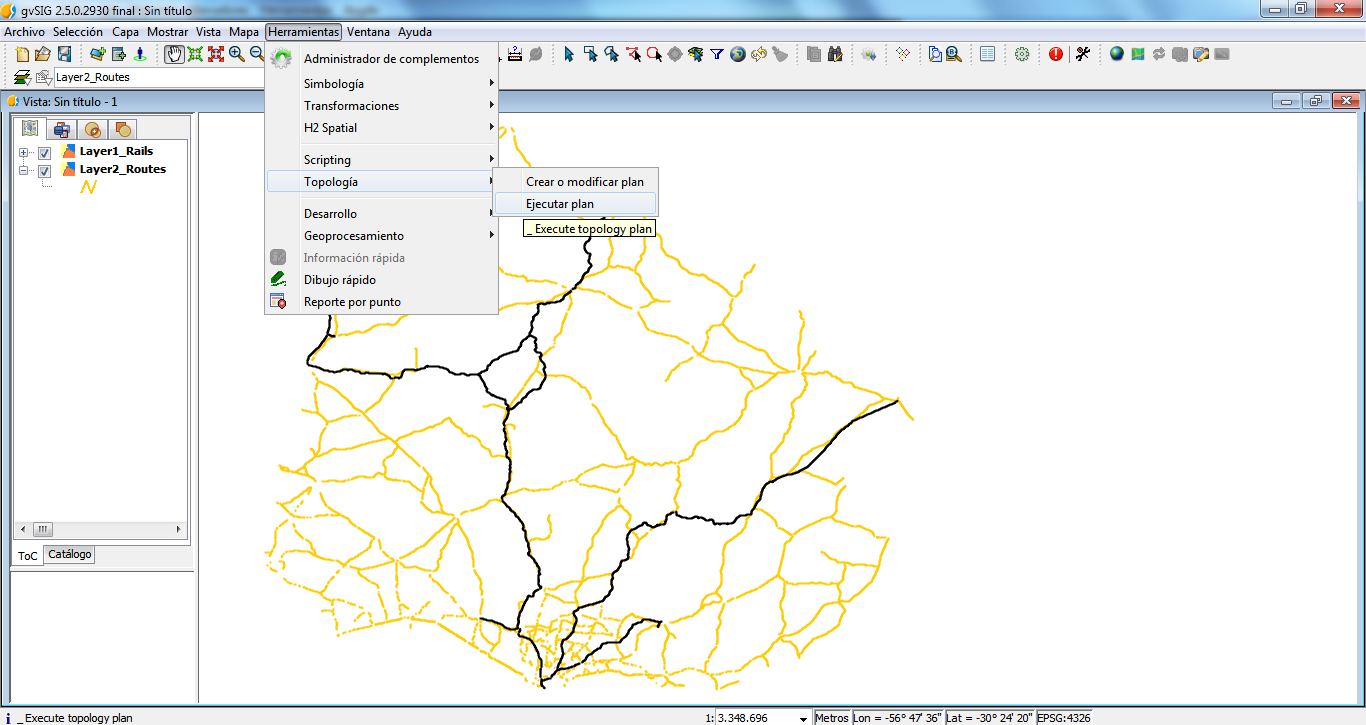 gvSIG 2.5.0.2930 final : Sin título
Archivo Selección Capa Mostrar Vista Mapa Herramientas Ventana Ayuda
Layer2_Routes
Vista: Sin título - 1
Layer1_Rails
Layer2_Routes
Administrador de complementos
Simbología
Transformaciones
H2 Spatial
Scripting
Topología
Desarrollo
Geoprocesamiento
Información rápida
Dibujo rápido
Reporte por punto
Crear o modificar plan
Ejecutar plan
_ Execute topology plan
ToC Catálogo
_ Execute topology plan
1: 3.348.696 Metros Lon = -56° 47' 36" Lat = -30° 24' 20" EPSG:4326